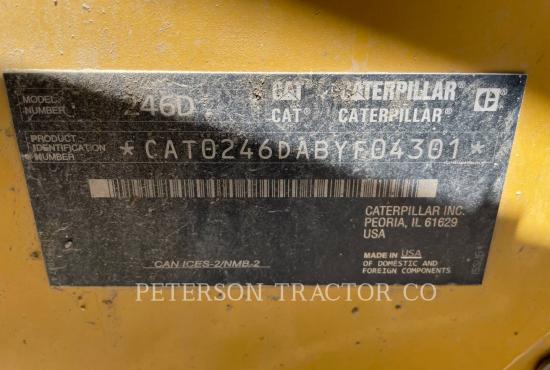 MODEL NUMBER 246D CAT CATERPILLAR C
CAT® CATERPILLAR®
PRODUCT IDENTIFICATION NUMBER *CAT0246DABYF04301*
CATERPILLAR INC.
PEORIA, IL 61629
USA
MADE IN USA
OF DOMESTIC AND
FOREIGN COMPONENTS
CAN ICES-2/NMB-2
PETERSON TRACTOR CO